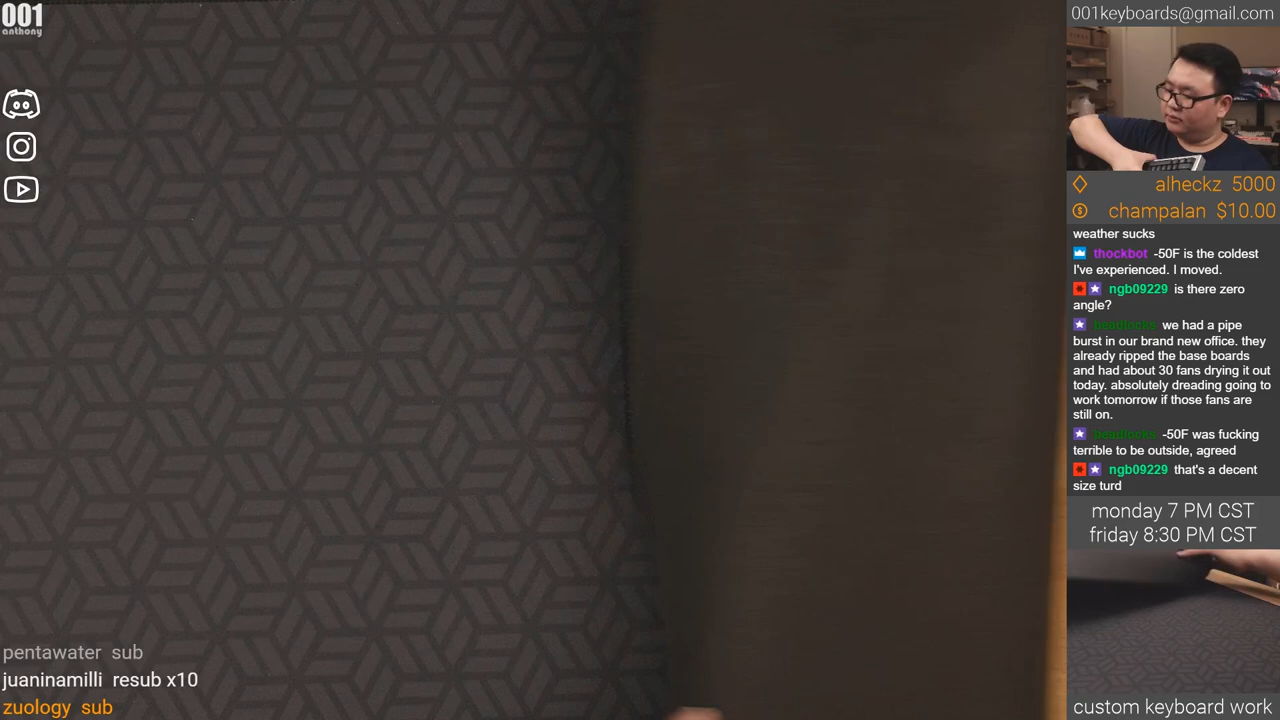 001
anthony
001keyboards@gmail.com
alheckz 5000
champalan $10.00
weather sucks
thockbot -50F is the coldest
I've experienced. I moved.
ngb09229 is there zero
angle?
beadlocks we had a pipe
burst in our brand new office. they
already ripped the base boards
and had about 30 fans drying it out
today. absolutely dreading going to
work tomorrow if those fans are
still on.
beadlocks -50F was fucking
terrible to be outside, agreed
ngb09229 that's a decent
size turd
monday 7 PM CST
friday 8:30 PM CST
custom keyboard work
pentawater sub
juaninamilli resub x10
zuology sub